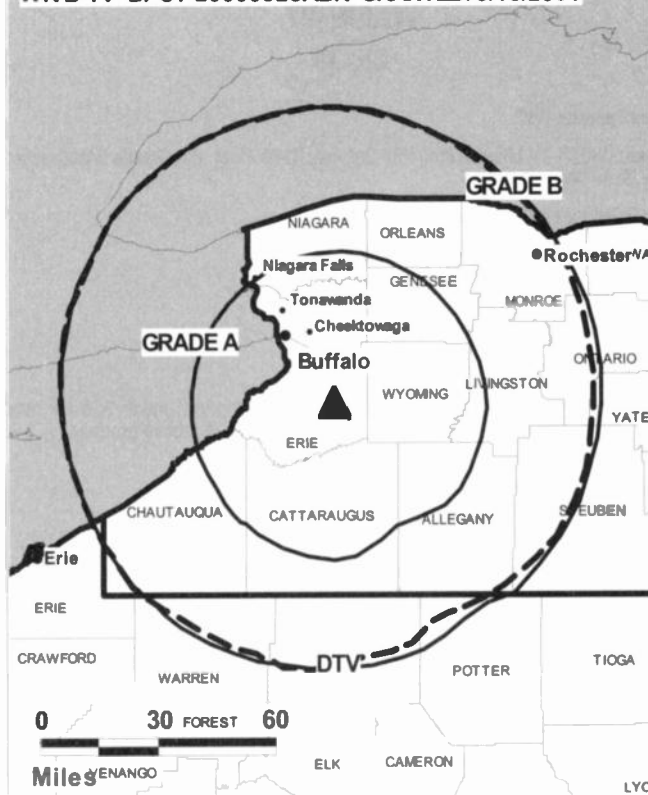 GRADE B
NIAGARA
ORLEANS
Rochester
Niagara Falls
GENESEE
Tonawanda
MONROE
Cheektowaga
GRADE A
ONTARIO
Buffalo
WYOMING
LIVINGSTON
YATE
ERIE
CHAUTAUQUA
CATTARAUGUS
ALLEGANY
STEUBEN
Erie
ERIE
CRAWFORD
DTV
WARREN
POTTER
TIOGA
0 30 FOREST 60
ELK
CAMERON
Miles
VENANGO
LYC